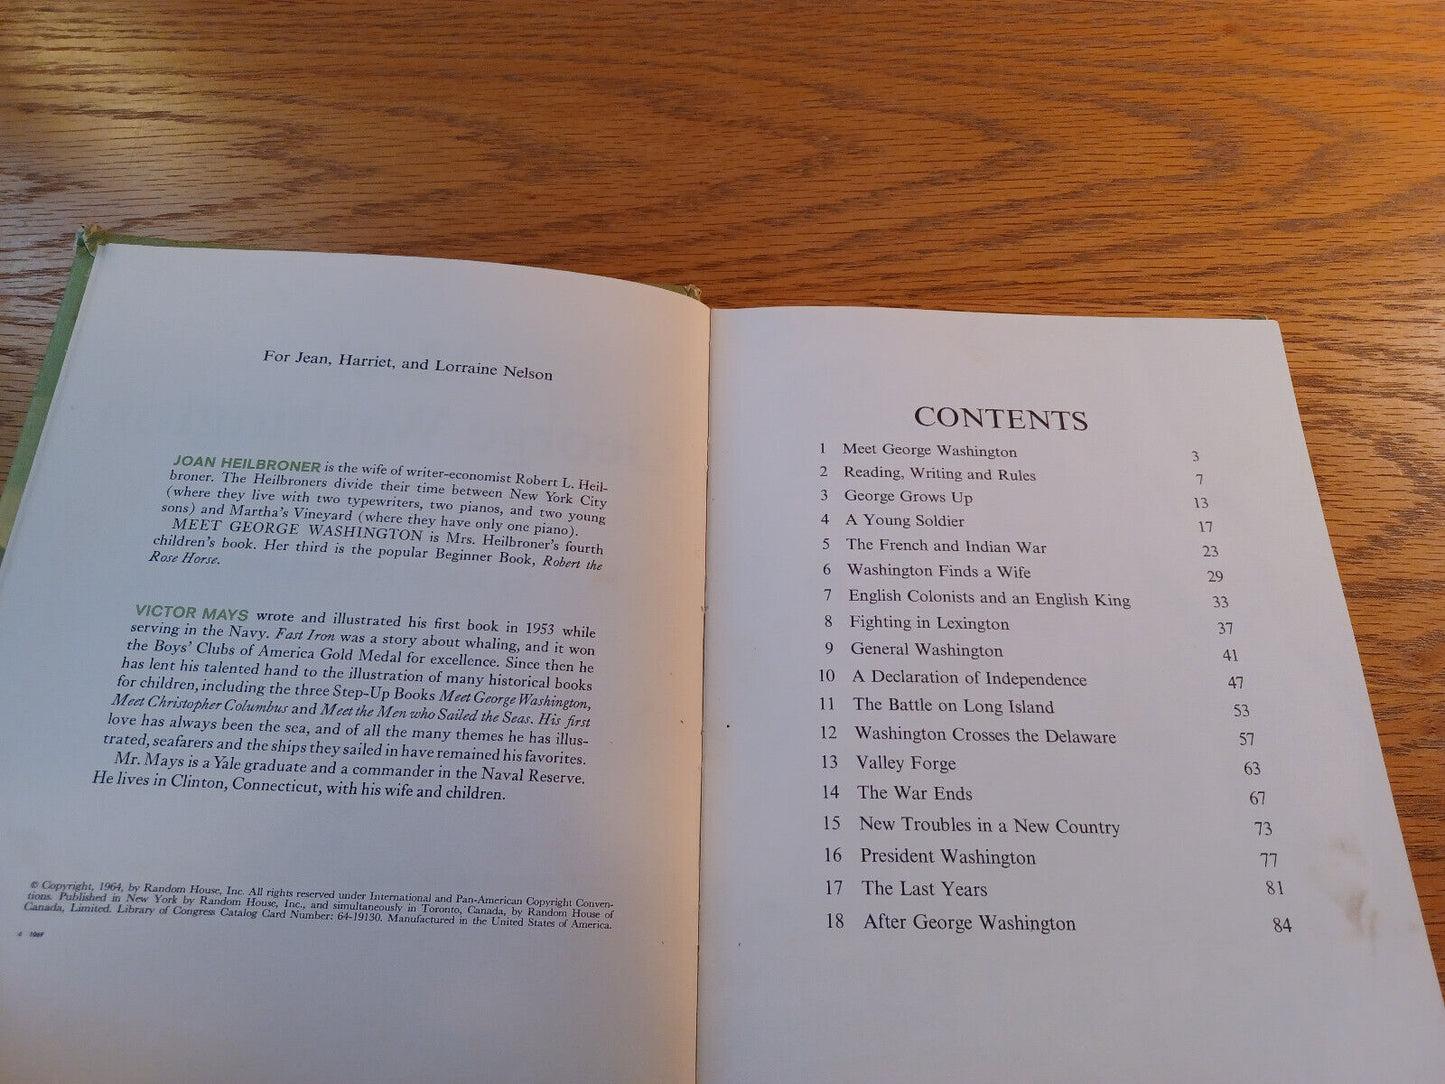 For Jean, Harriet, and Lorraine Nelson
JOAN HEILBRONER is the wife of writer-economist Robert L. Heil-
broner. The Heilbroners divide their time between New York City
(where they live with two typewriters, two pianos, and two young
sons) and Martha's Vineyard (where they have only one piano).
MEET GEORGE WASHINGTON is Mrs. Heilbroner's fourth
children's book. Her third is the popular Beginner Book, Robert the
Rose Horse.
VICTOR MAYS wrote and illustrated his first book in 1953 while
serving in the Navy. Fast Iron was a story about whaling, and it won
the Boys' Clubs of America Gold Medal for excellence. Since then he
has lent his talented hand to the illustration of many historical books
for children, including the three Step-Up Books Meet George Washington,
Meet Christopher Columbus and Meet the Men who Sailed the Seas. His first
love has always been the sea, and of all the many themes he has illus-
trated, seafarers and the ships they sailed in have remained his favorites.
Mr. Mays is a Yale graduate and a commander in the Naval Reserve.
He lives in Clinton, Connecticut, with his wife and children.
© Copyright, 1964, by Random House, Inc. All rights reserved under International and Pan-American Copyright Conven-
tions. Published in New York by Random House, Inc., and simultaneously in Toronto, Canada, by Random House of
Canada, Limited. Library of Congress Catalog Card Number: 64-19130. Manufactured in the United States of America.
CONTENTS
1 Meet George Washington 3
2 Reading, Writing and Rules 7
3 George Grows Up 13
4 A Young Soldier 17
5 The French and Indian War 23
6 Washington Finds a Wife 29
7 English Colonists and an English King 33
8 Fighting in Lexington 37
9 General Washington 41
10 A Declaration of Independence 47
11 The Battle on Long Island 53
12 Washington Crosses the Delaware 57
13 Valley Forge 63
14 The War Ends 67
15 New Troubles in a New Country 73
16 President Washington 77
17 The Last Years 81
18 After George Washington 84